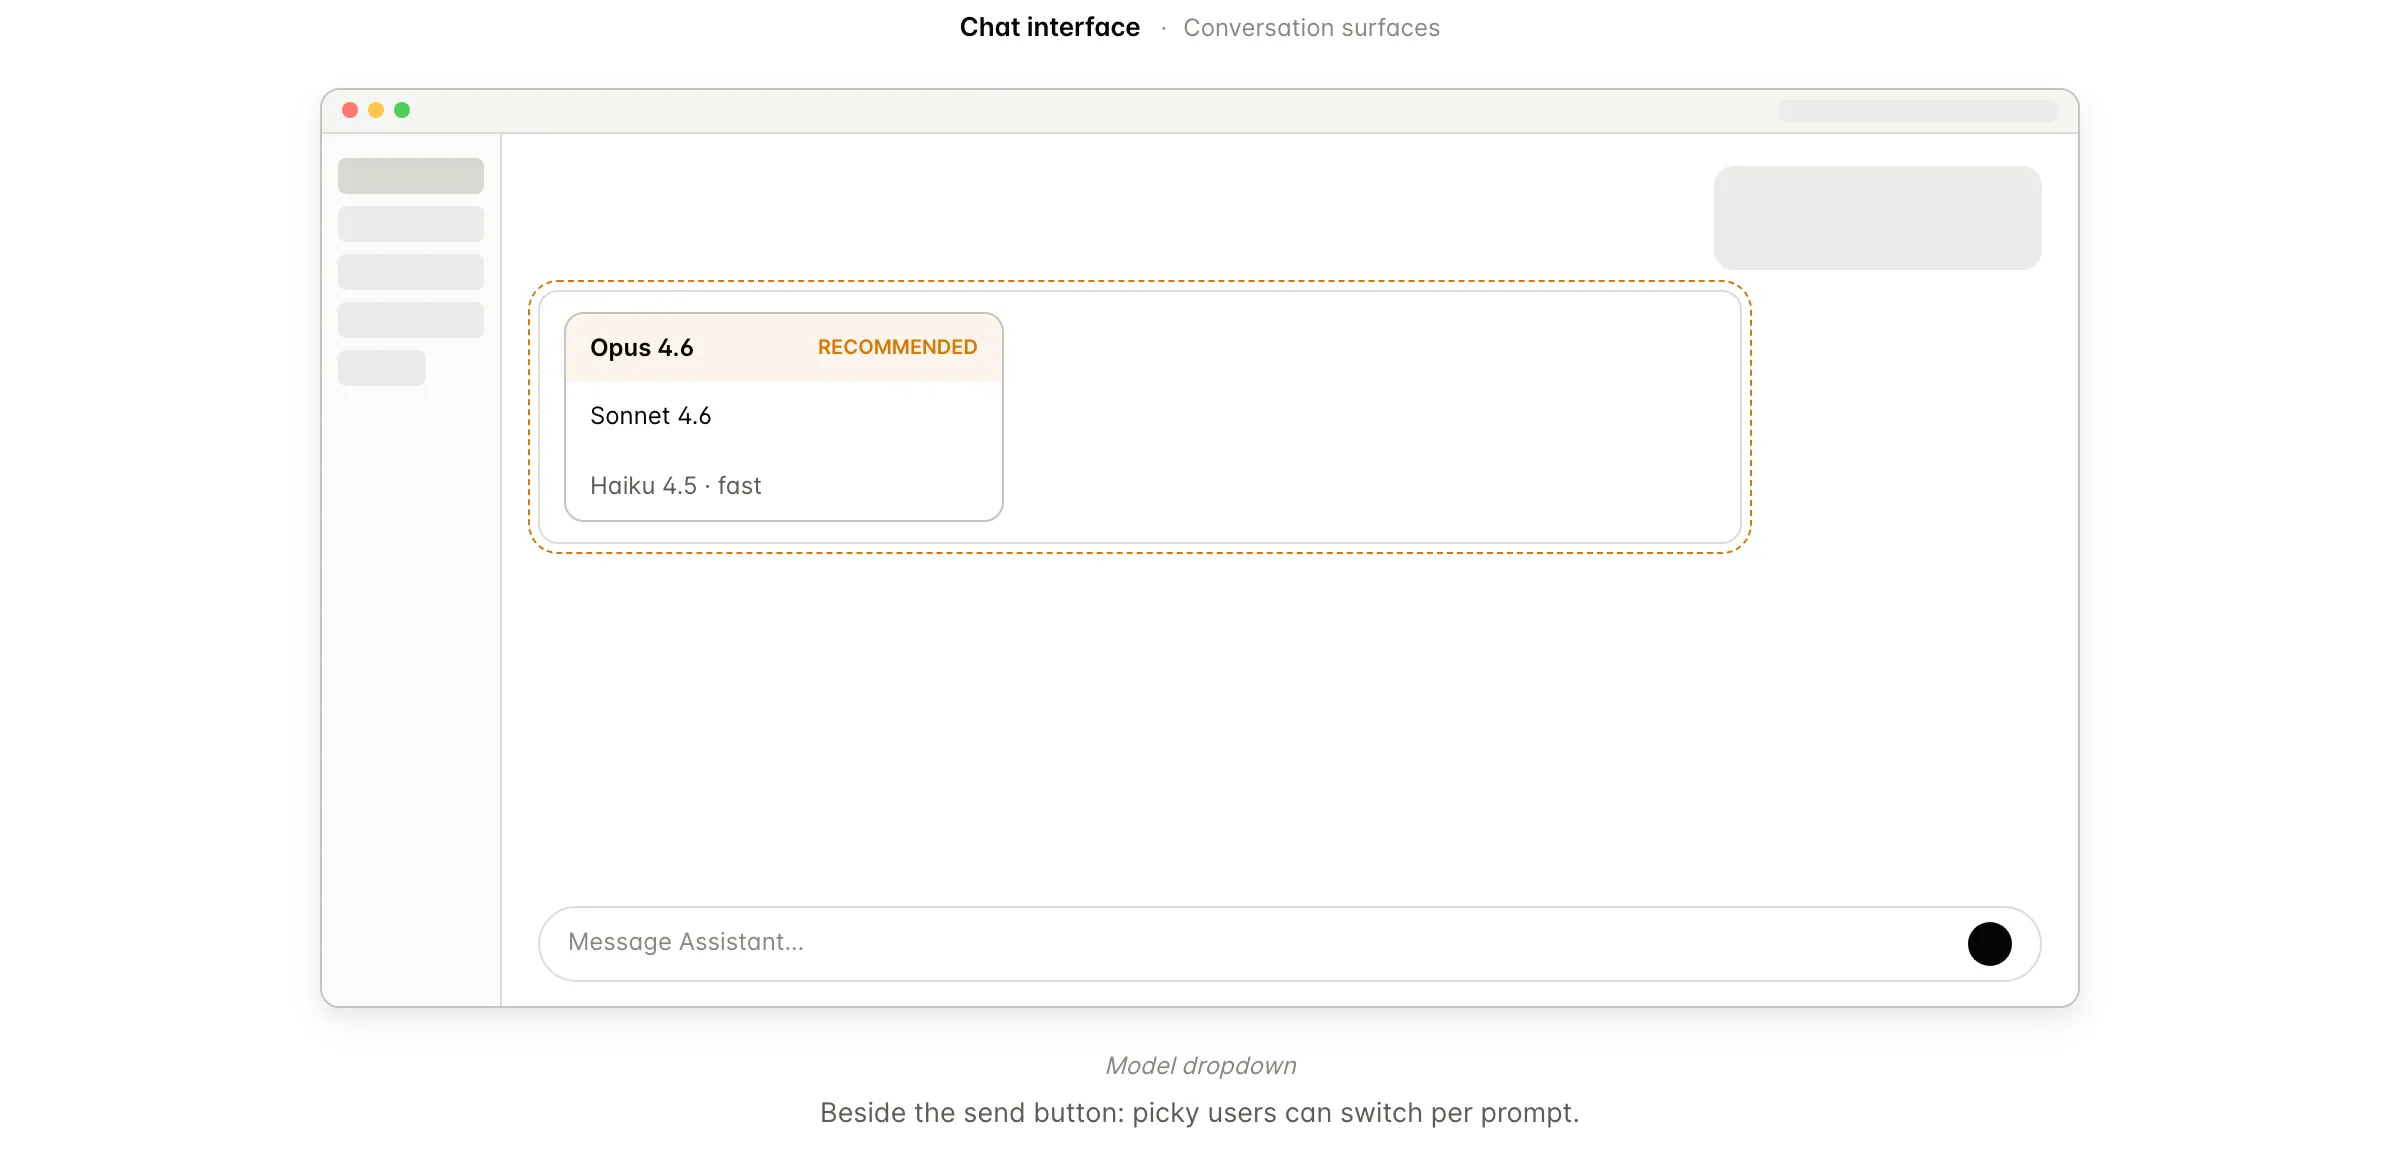 Chat interface · Conversation surfaces
Opus 4.6 RECOMMENDED
Sonnet 4.6
Haiku 4.5 · fast
Message Assistant...
Model dropdown
Beside the send button: picky users can switch per prompt.